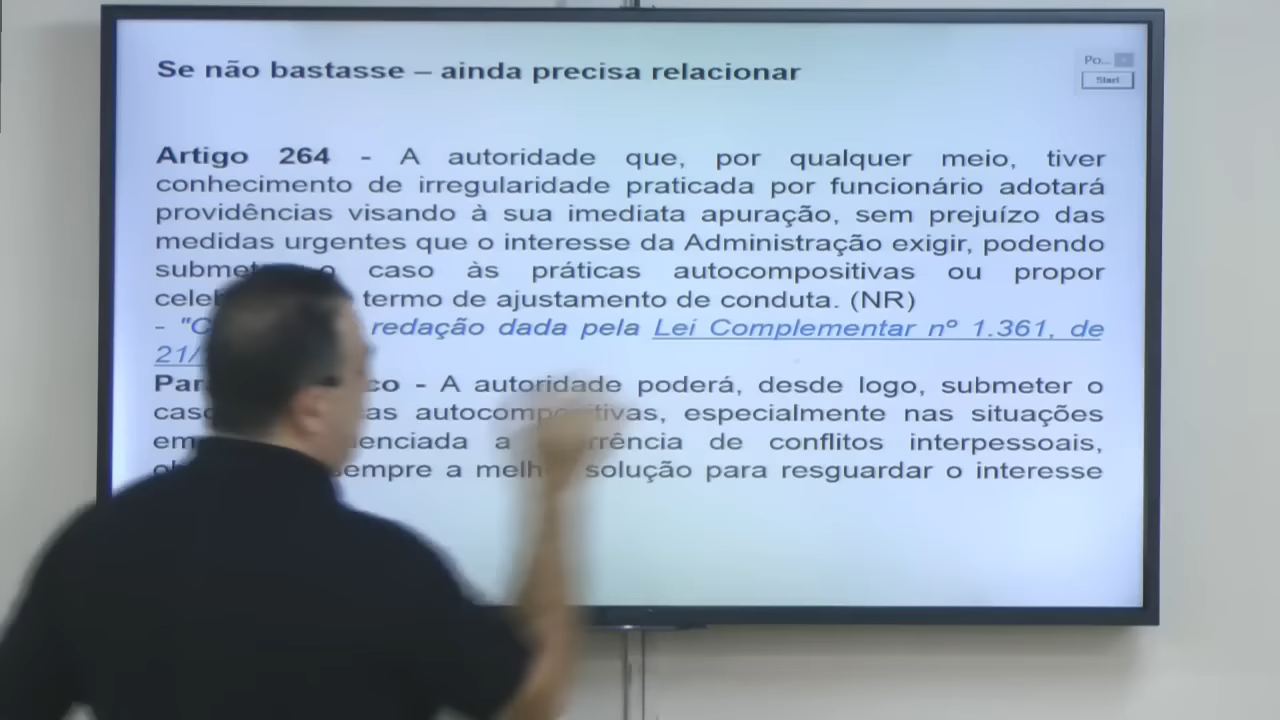 Se não bastasse – ainda precisa relacionar
Po...
Start
Artigo 264 - A autoridade que, por qualquer meio, tiver
conhecimento de irregularidade praticada por funcionário adotará
providências visando à sua imediata apuração, sem prejuízo das
medidas urgentes que o interesse da Administração exigir, podendo
caso às práticas autocompositivas ou propor
termo de ajustamento de conduta. (NR)
redação dada pela Lei Complementar nº 1.361, de
21/
- A autoridade poderá, desde logo, submeter o
autocompositivas, especialmente nas situações
em a de conflitos interpessoais,
sempre a solução para resguardar o interesse